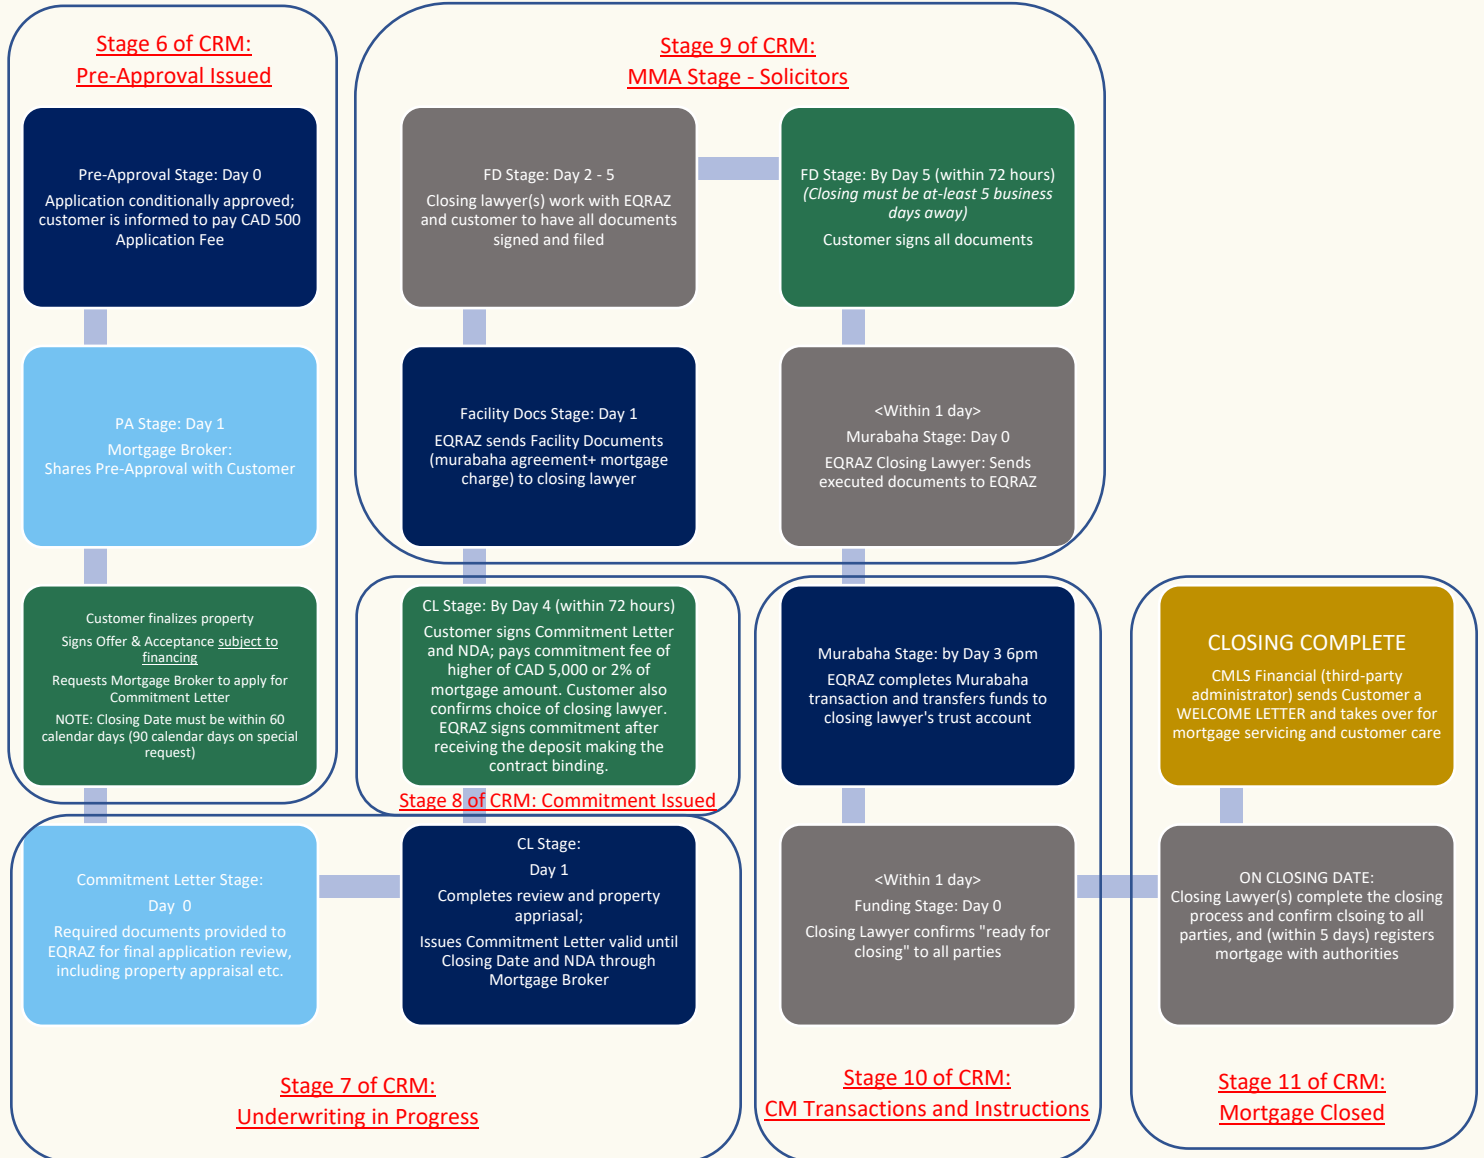 Stage 6 of CRM:
Pre-Approval Issued
Pre-Approval Stage: Day 0
Application conditionally approved;
customer is informed to pay CAD 500
Application Fee
PA Stage: Day 1
Mortgage Broker:
Shares Pre-Approval with Customer
Customer finalizes property
Signs Offer & Acceptance subject to
financing
Requests Mortgage Broker to apply for
Commitment Letter
NOTE: Closing Date must be within 60
calendar days (90 calendar days on special
request)
Commitment Letter Stage:
Day 0
Required documents provided to
EQRAZ for final application review,
including property appraisal etc.
CL Stage:
Day 1
Completes review and property
appriasal;
Issues Commitment Letter valid until
Closing Date and NDA through
Mortgage Broker
Stage 7 of CRM:
Underwriting in Progress
CL Stage: By Day 4 (within 72 hours)
Customer signs Commitment Letter
and NDA; pays commitment fee of
higher of CAD 5,000 or 2% of
mortgage amount. Customer also
confirms choice of closing lawyer.
EQRAZ signs commitment after
receiving the deposit making the
contract binding.
Stage 8 of CRM: Commitment Issued
Stage 9 of CRM:
MMA Stage - Solicitors
Facility Docs Stage: Day 1
EQRAZ sends Facility Documents
(murabaha agreement+ mortgage
charge) to closing lawyer
FD Stage: Day 2 - 5
Closing lawyer(s) work with EQRAZ
and customer to have all documents
signed and filed
FD Stage: By Day 5 (within 72 hours)
(Closing must be at-least 5 business
days away)
Customer signs all documents
<Within 1 day>
Murabaha Stage: Day 0
EQRAZ Closing Lawyer: Sends
executed documents to EQRAZ
Murabaha Stage: by Day 3 6pm
EQRAZ completes Murabaha
transaction and transfers funds to
closing lawyer's trust account
<Within 1 day>
Funding Stage: Day 0
Closing Lawyer confirms "ready for
closing" to all parties
Stage 10 of CRM:
CM Transactions and Instructions
ON CLOSING DATE:
Closing Lawyer(s) complete the closing
process and confirm clsoing to all
parties, and (within 5 days) registers
mortgage with authorities
CLOSING COMPLETE
CMLS Financial (third-party
administrator) sends Customer a
WELCOME LETTER and takes over for
mortgage servicing and customer care
Stage 11 of CRM:
Mortgage Closed